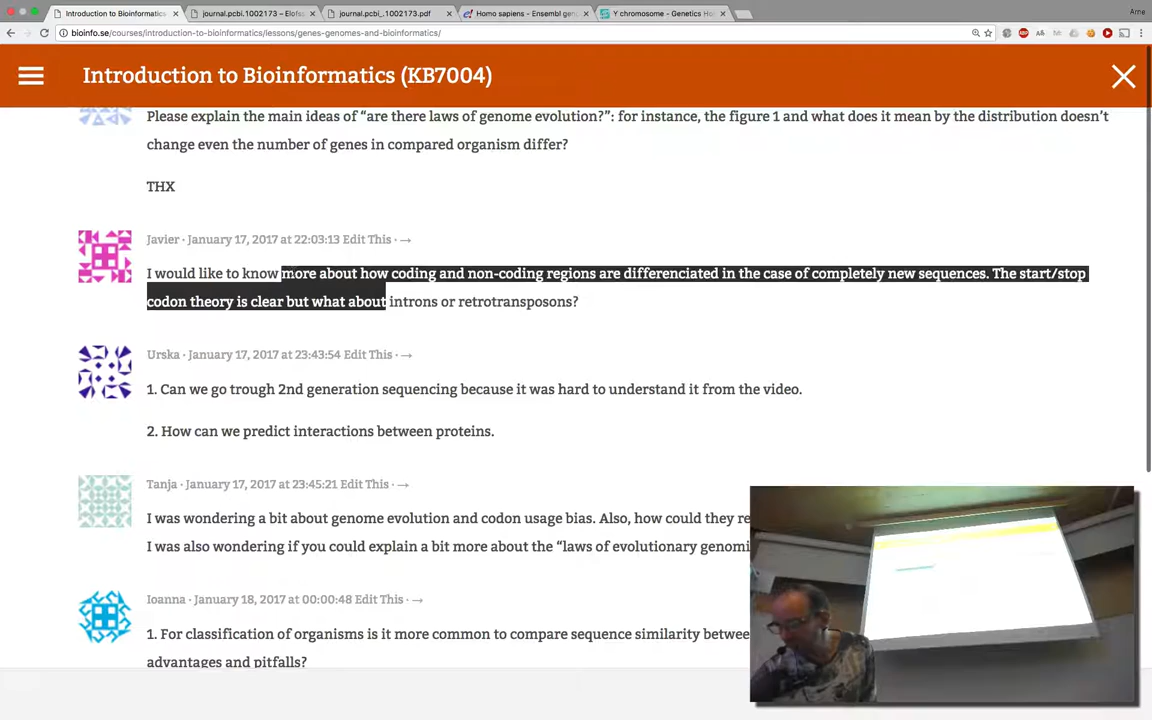 Introduction to Bioinformatics
journal.pcbi.1002173 – Elofss
journal.pcbi_.1002173.pdf
Homo sapiens - Ensembl gen
Y chromosome - Genetics Ho
Arne
bioinfo.se/courses/introduction-to-bioinformatics/lessons/genes-genomes-and-bioinformatics/
Introduction to Bioinformatics (KB7004)
Please explain the main ideas of “are there laws of genome evolution?”: for instance, the figure 1 and what does it mean by the distribution doesn’t
change even the number of genes in compared organism differ?
THX
Javier · January 17, 2017 at 22:03:13 Edit This · →
I would like to know more about how coding and non-coding regions are differenciated in the case of completely new sequences. The start/stop
codon theory is clear but what about introns or retrotransposons?
Urska · January 17, 2017 at 23:43:54 Edit This · →
1. Can we go trough 2nd generation sequencing because it was hard to understand it from the video.
2. How can we predict interactions between proteins.
Tanja · January 17, 2017 at 23:45:21 Edit This · →
I was wondering a bit about genome evolution and codon usage bias. Also, how could they re
I was also wondering if you could explain a bit more about the “laws of evolutionary genomi
Ioanna · January 18, 2017 at 00:00:48 Edit This · →
1. For classification of organisms is it more common to compare sequence similarity betwee
advantages and pitfalls?